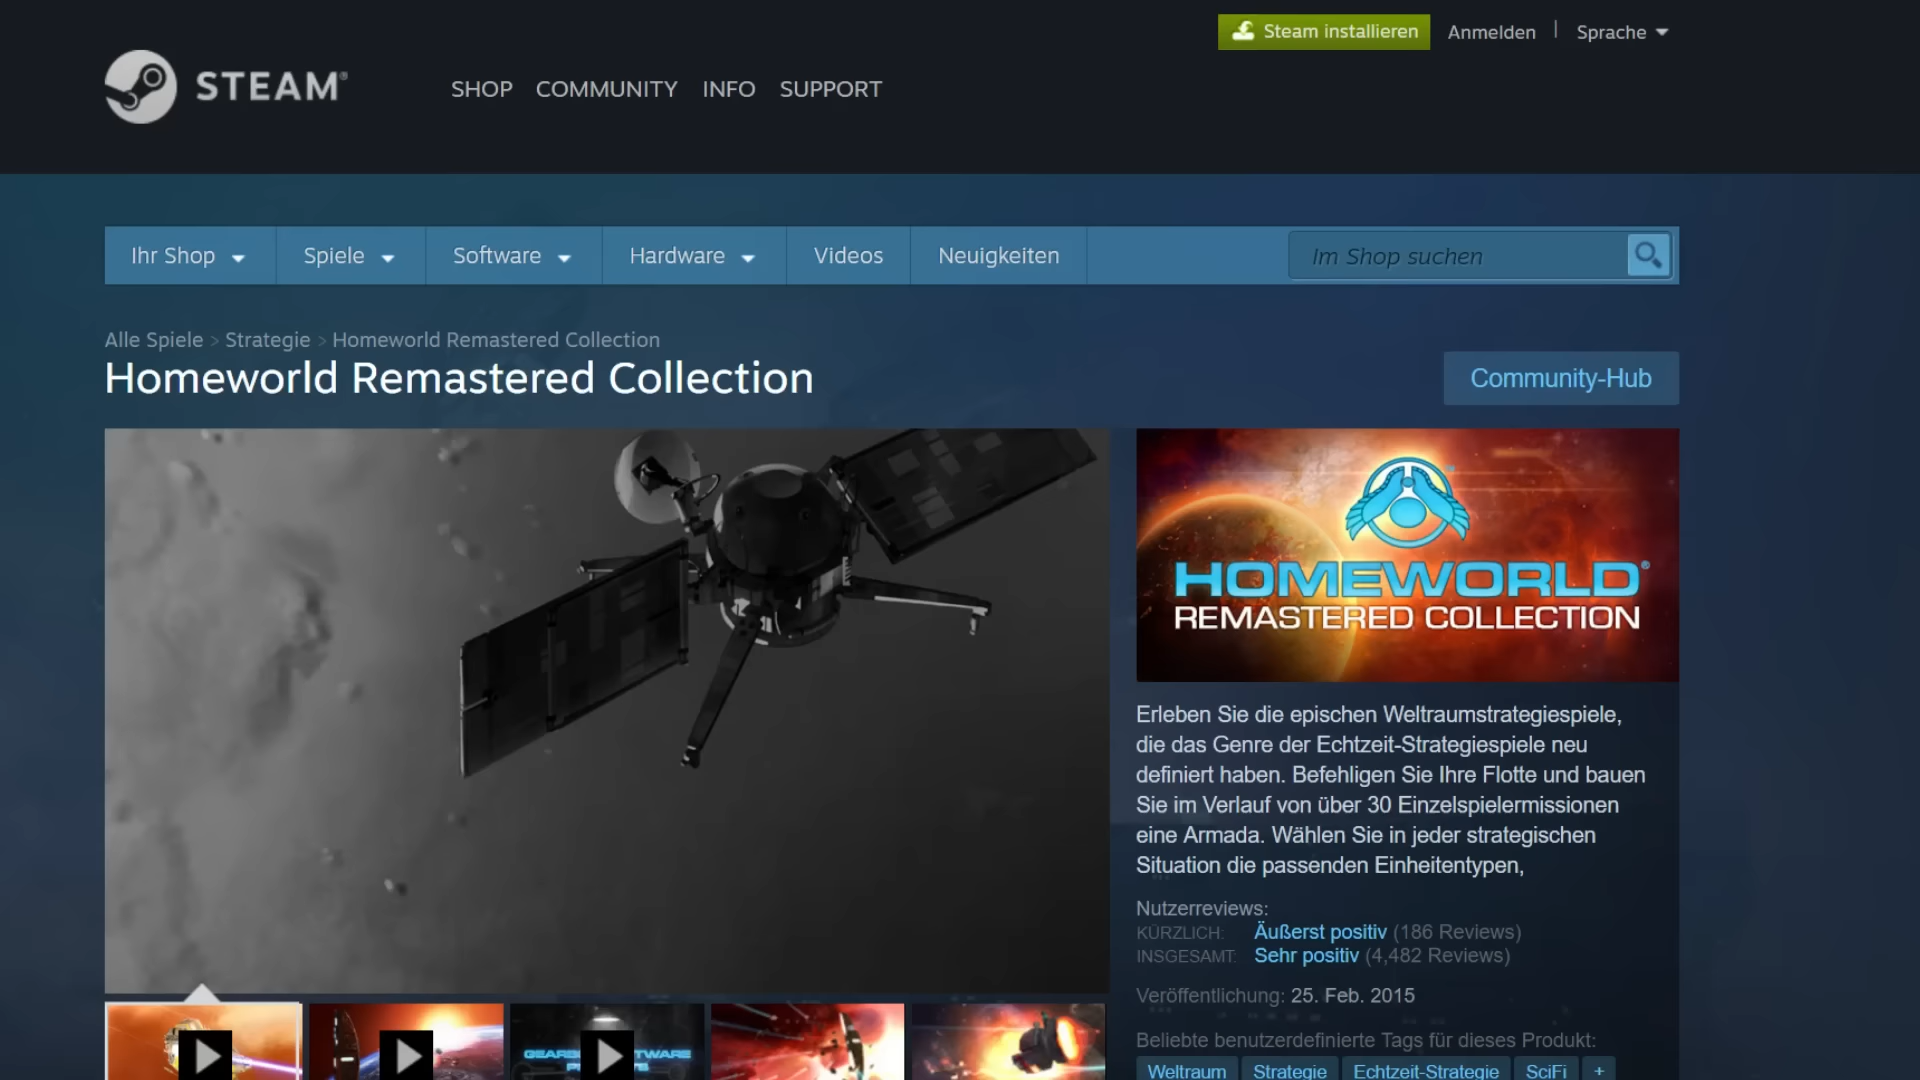 Steam installieren
Anmelden
Sprache
STEAM®
SHOP
COMMUNITY
INFO
SUPPORT
Ihr Shop
Spiele
Software
Hardware
Videos
Neuigkeiten
Im Shop suchen
Alle Spiele > Strategie > Homeworld Remastered Collection
Homeworld Remastered Collection
Community-Hub
HOMEWORLD®
REMASTERED COLLECTION
Erleben Sie die epischen Weltraumstrategiespiele,
die das Genre der Echtzeit-Strategiespiele neu
definiert haben. Befehligen Sie Ihre Flotte und bauen
Sie im Verlauf von über 30 Einzelspielermissionen
eine Armada. Wählen Sie in jeder strategischen
Situation die passenden Einheitentypen,
Nutzerreviews:
KÜRZLICH: Äußerst positiv (186 Reviews)
INSGESAMT: Sehr positiv (4,482 Reviews)
Veröffentlichung: 25. Feb. 2015
Beliebte benutzerdefinierte Tags für dieses Produkt:
Weltraum
Strategie
Echtzeit-Strategie
SciFi
+